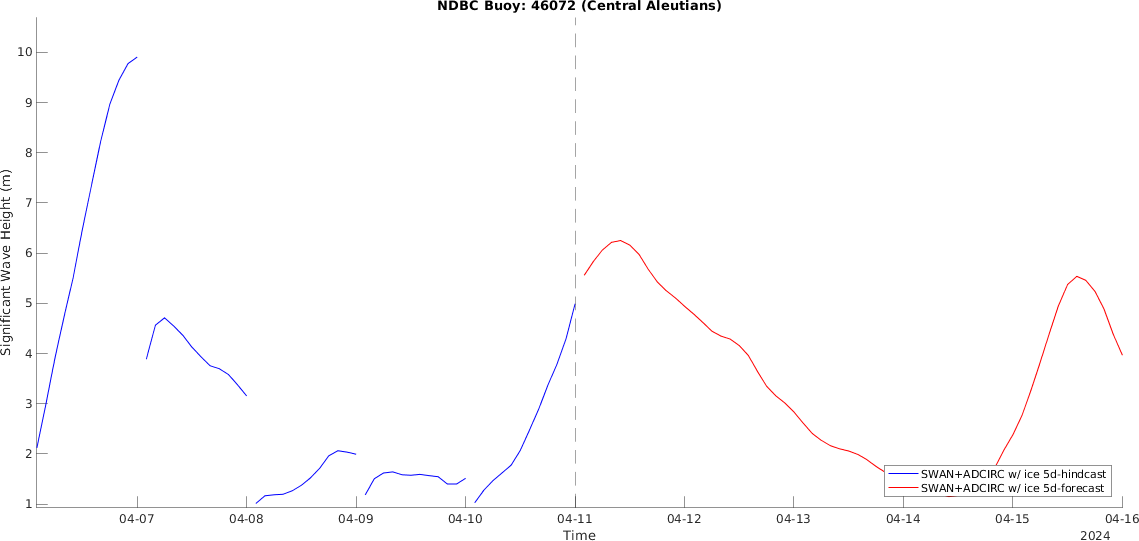 NDBC Buoy: 46072 (Central Aleutians)
10
9
8
7
6
5
4
3
2
1
Significant Wave Height (m)
SWAN+ADCIRC w/ ice 5d-hindcast
SWAN+ADCIRC w/ ice 5d-forecast
04-07 04-08 04-09 04-10 04-11 04-12 04-13 04-14 04-15 04-16
Time
2024